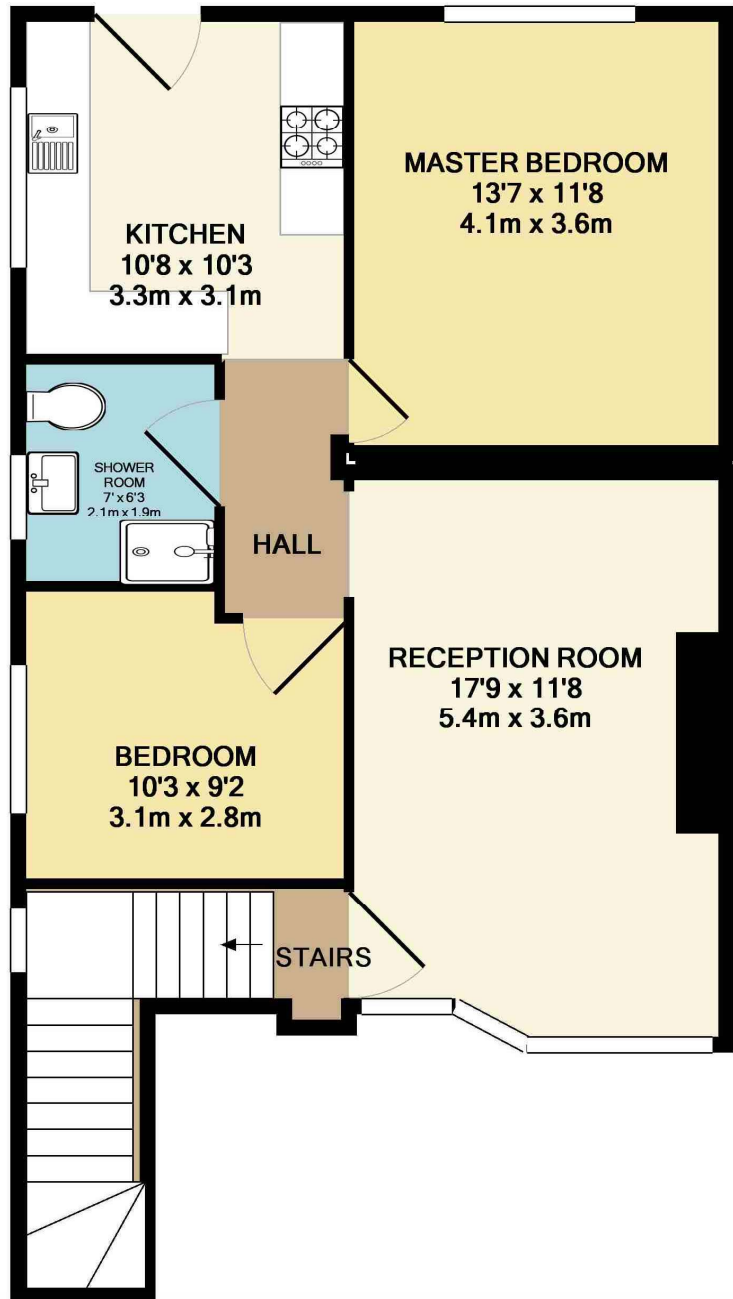 KITCHEN
10'8 x 10'3
3.3m x 3.1m
MASTER BEDROOM
13'7 x 11'8
4.1m x 3.6m
SHOWER
ROOM
7' x 6'3
2.1m x 1.9m
HALL
RECEPTION ROOM
17'9 x 11'8
5.4m x 3.6m
BEDROOM
10'3 x 9'2
3.1m x 2.8m
STAIRS